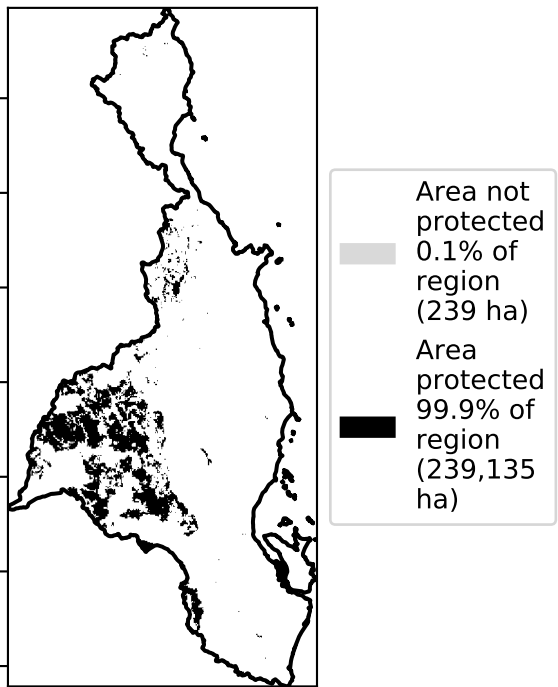 Area not
protected
0.1% of
region
(239 ha)
Area
protected
99.9% of
region
(239,135
ha)